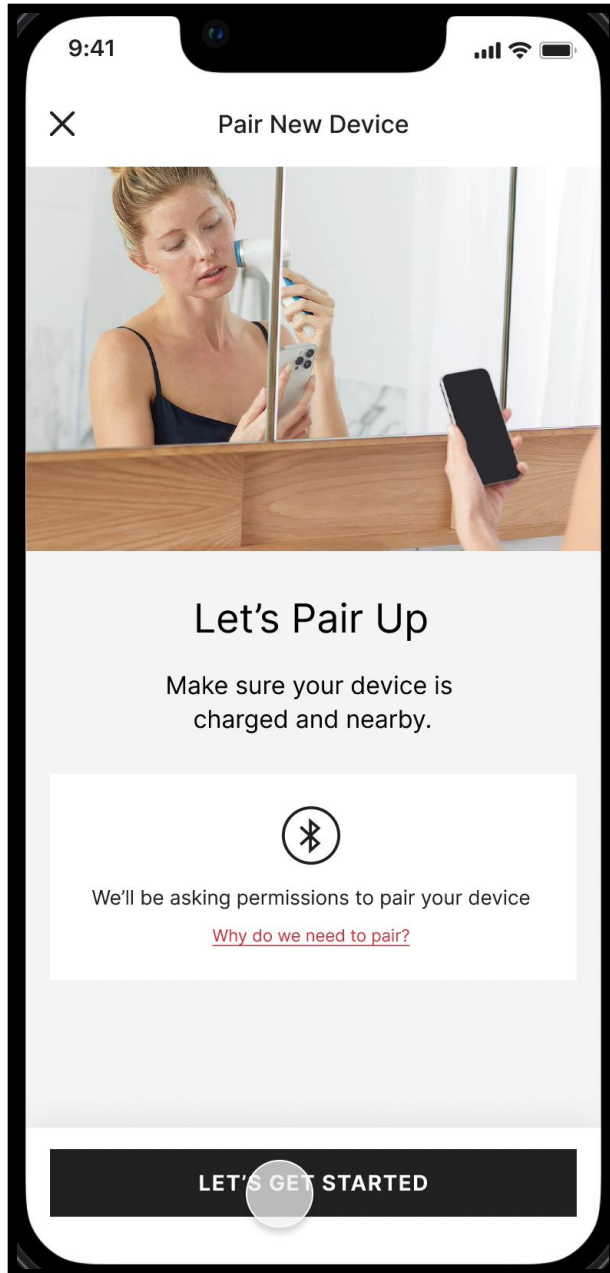 9:41
Pair New Device
Let’s Pair Up
Make sure your device is
charged and nearby.
We’ll be asking permissions to pair your device
Why do we need to pair?
LET’S GET STARTED